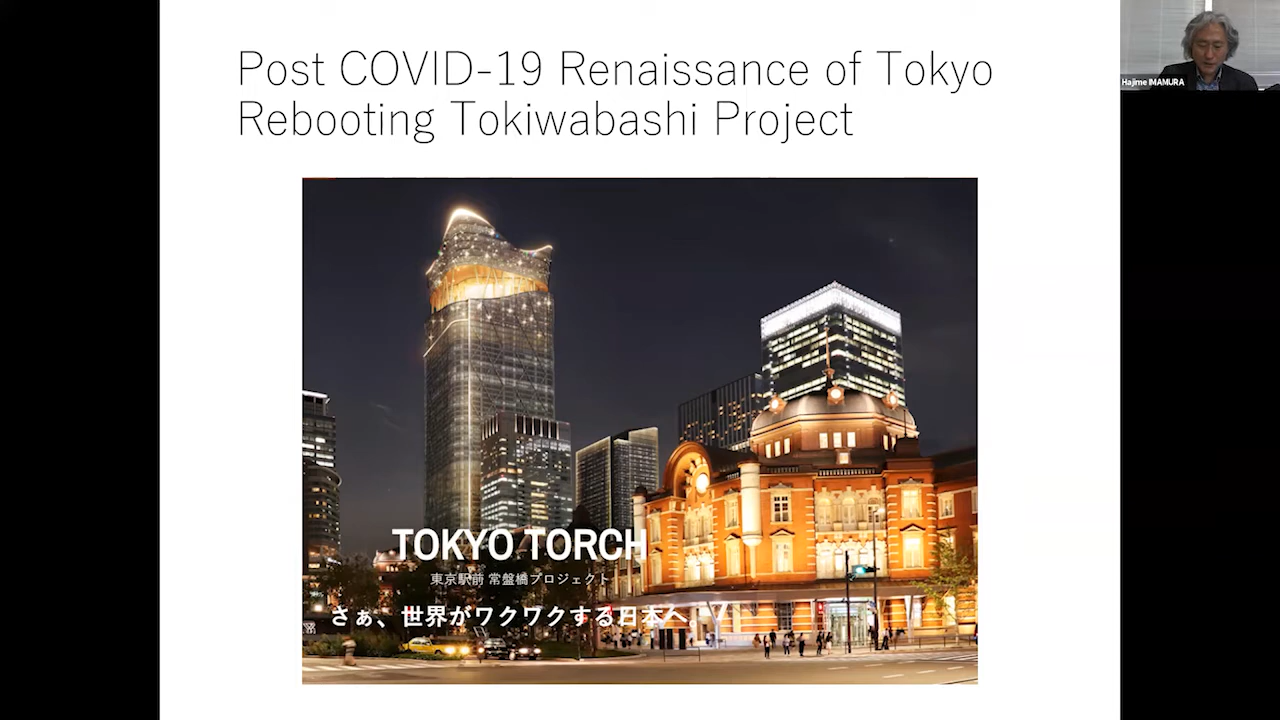 Post COVID-19 Renaissance of Tokyo
Rebooting Tokiwabashi Project
Hajime IMAMURA
TOKYO TORCH
東京駅前 常盤橋プロジェクト
さぁ、世界がワクワクする日本へ。